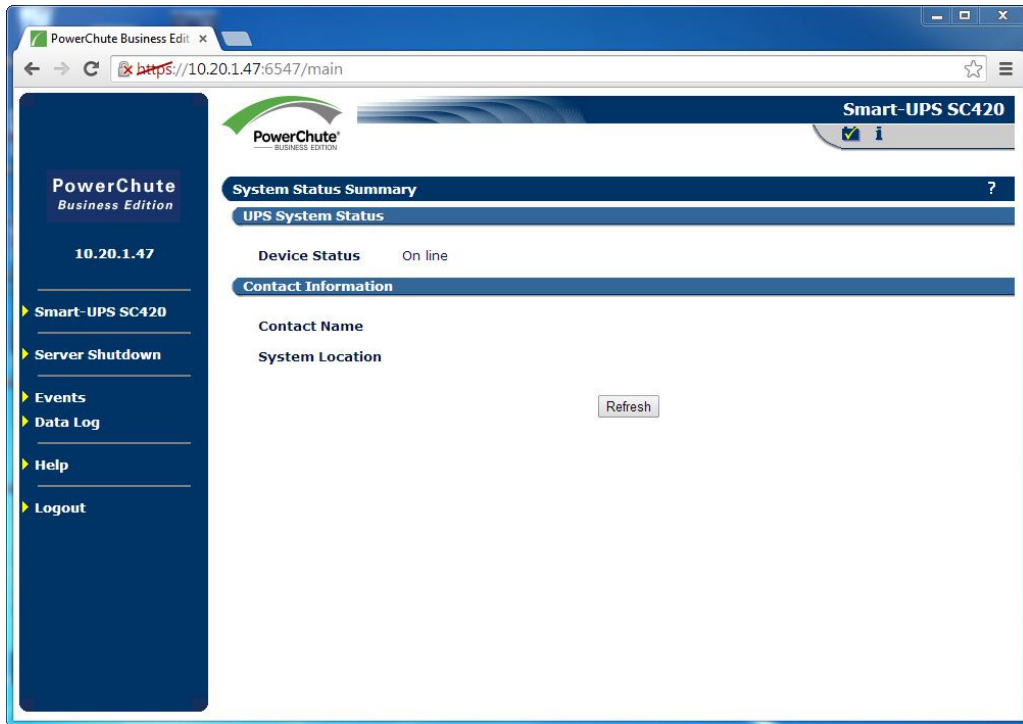 PowerChute Business Edit
https://10.20.1.47:6547/main
PowerChute
Business Edition
10.20.1.47
Smart-UPS SC420
Server Shutdown
Events
Data Log
Help
Logout
PowerChute®
BUSINESS EDITION
Smart-UPS SC420
i
System Status Summary ?
UPS System Status
Device Status On line
Contact Information
Contact Name
System Location
Refresh